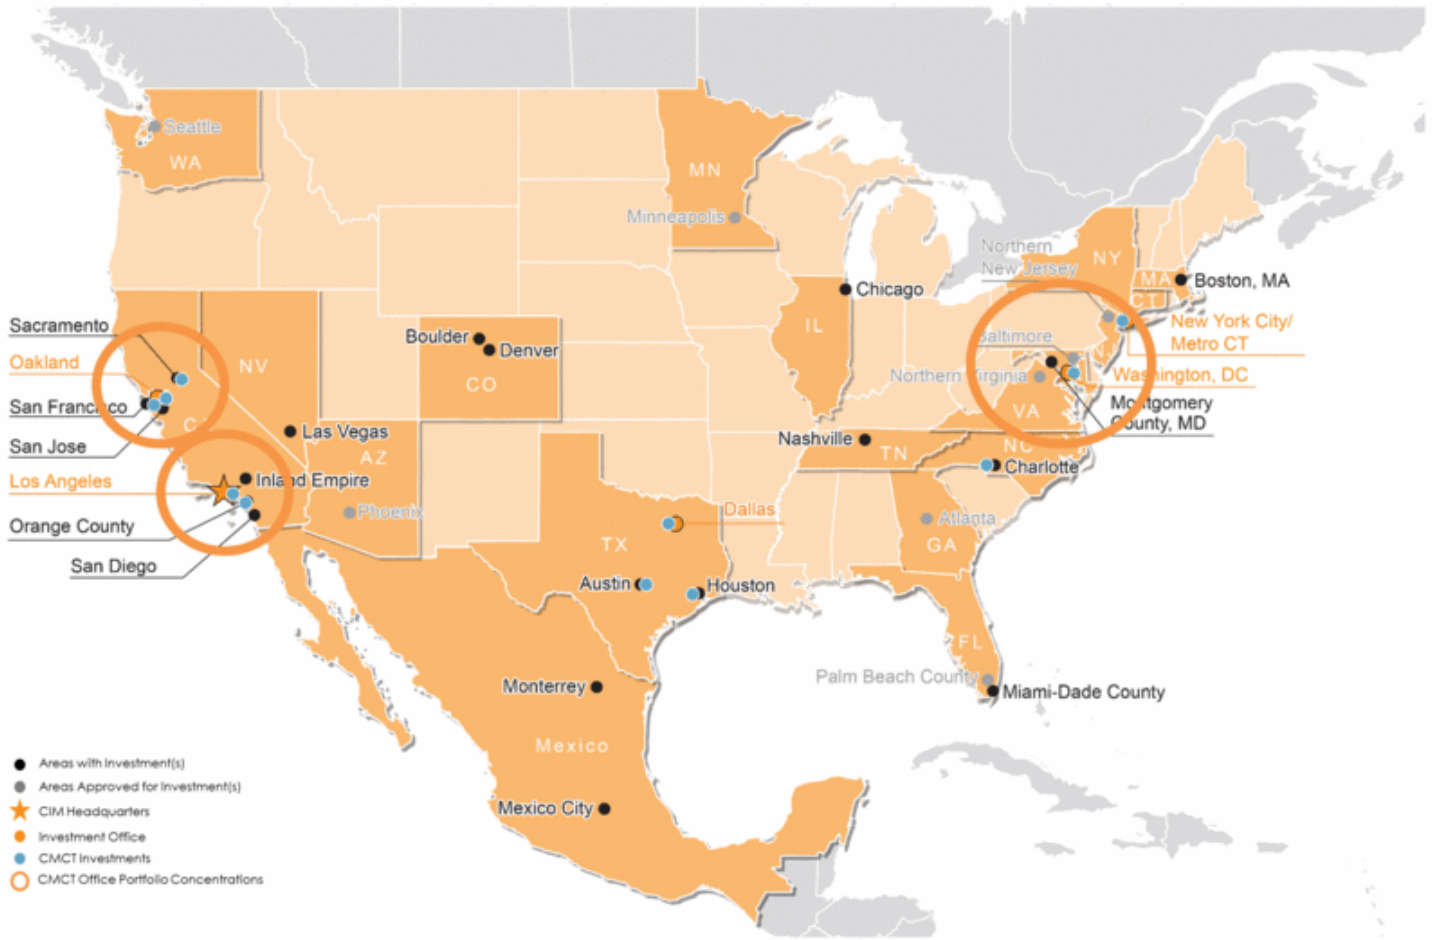 Seattle
WA
MN
Minneapolis
Northern
New Jersey
NY
MA
Boston, MA
CT
Chicago
IL
New York City/
Metro CT
Baltimore
Northern Virginia
Washington, DC
VA
Montgomery
County, MD
Sacramento
Oakland
San Francisco
San Jose
NV
Boulder
Denver
CO
Las Vegas
AZ
Nashville
TN
NC
Charlotte
Los Angeles
Inland Empire
Orange County
San Diego
Phoenix
Dallas
TX
Austin
Houston
Atlanta
GA
FL
Palm Beach County
Miami-Dade County
Monterrey
Mexico
Mexico City
Areas with Investment(s)
Areas Approved for Investment(s)
CIM Headquarters
Investment Office
CMCT Investments
CMCT Office Portfolio Concentrations